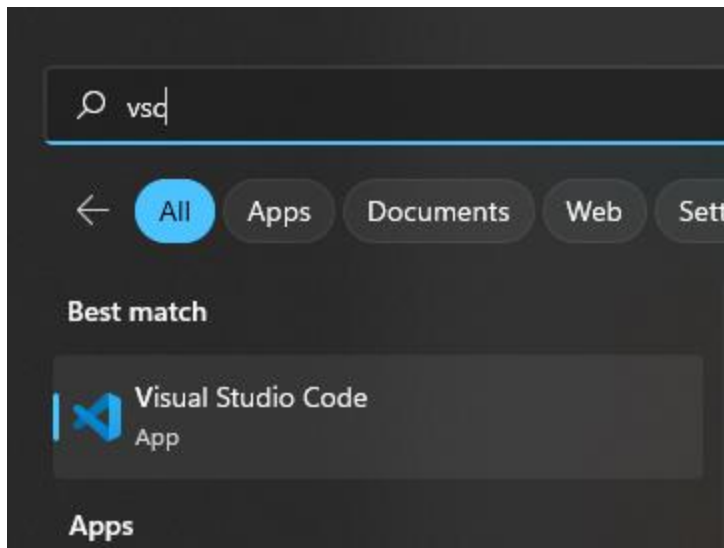 vsc
All Apps Documents Web
Best match
Visual Studio Code
App
Apps